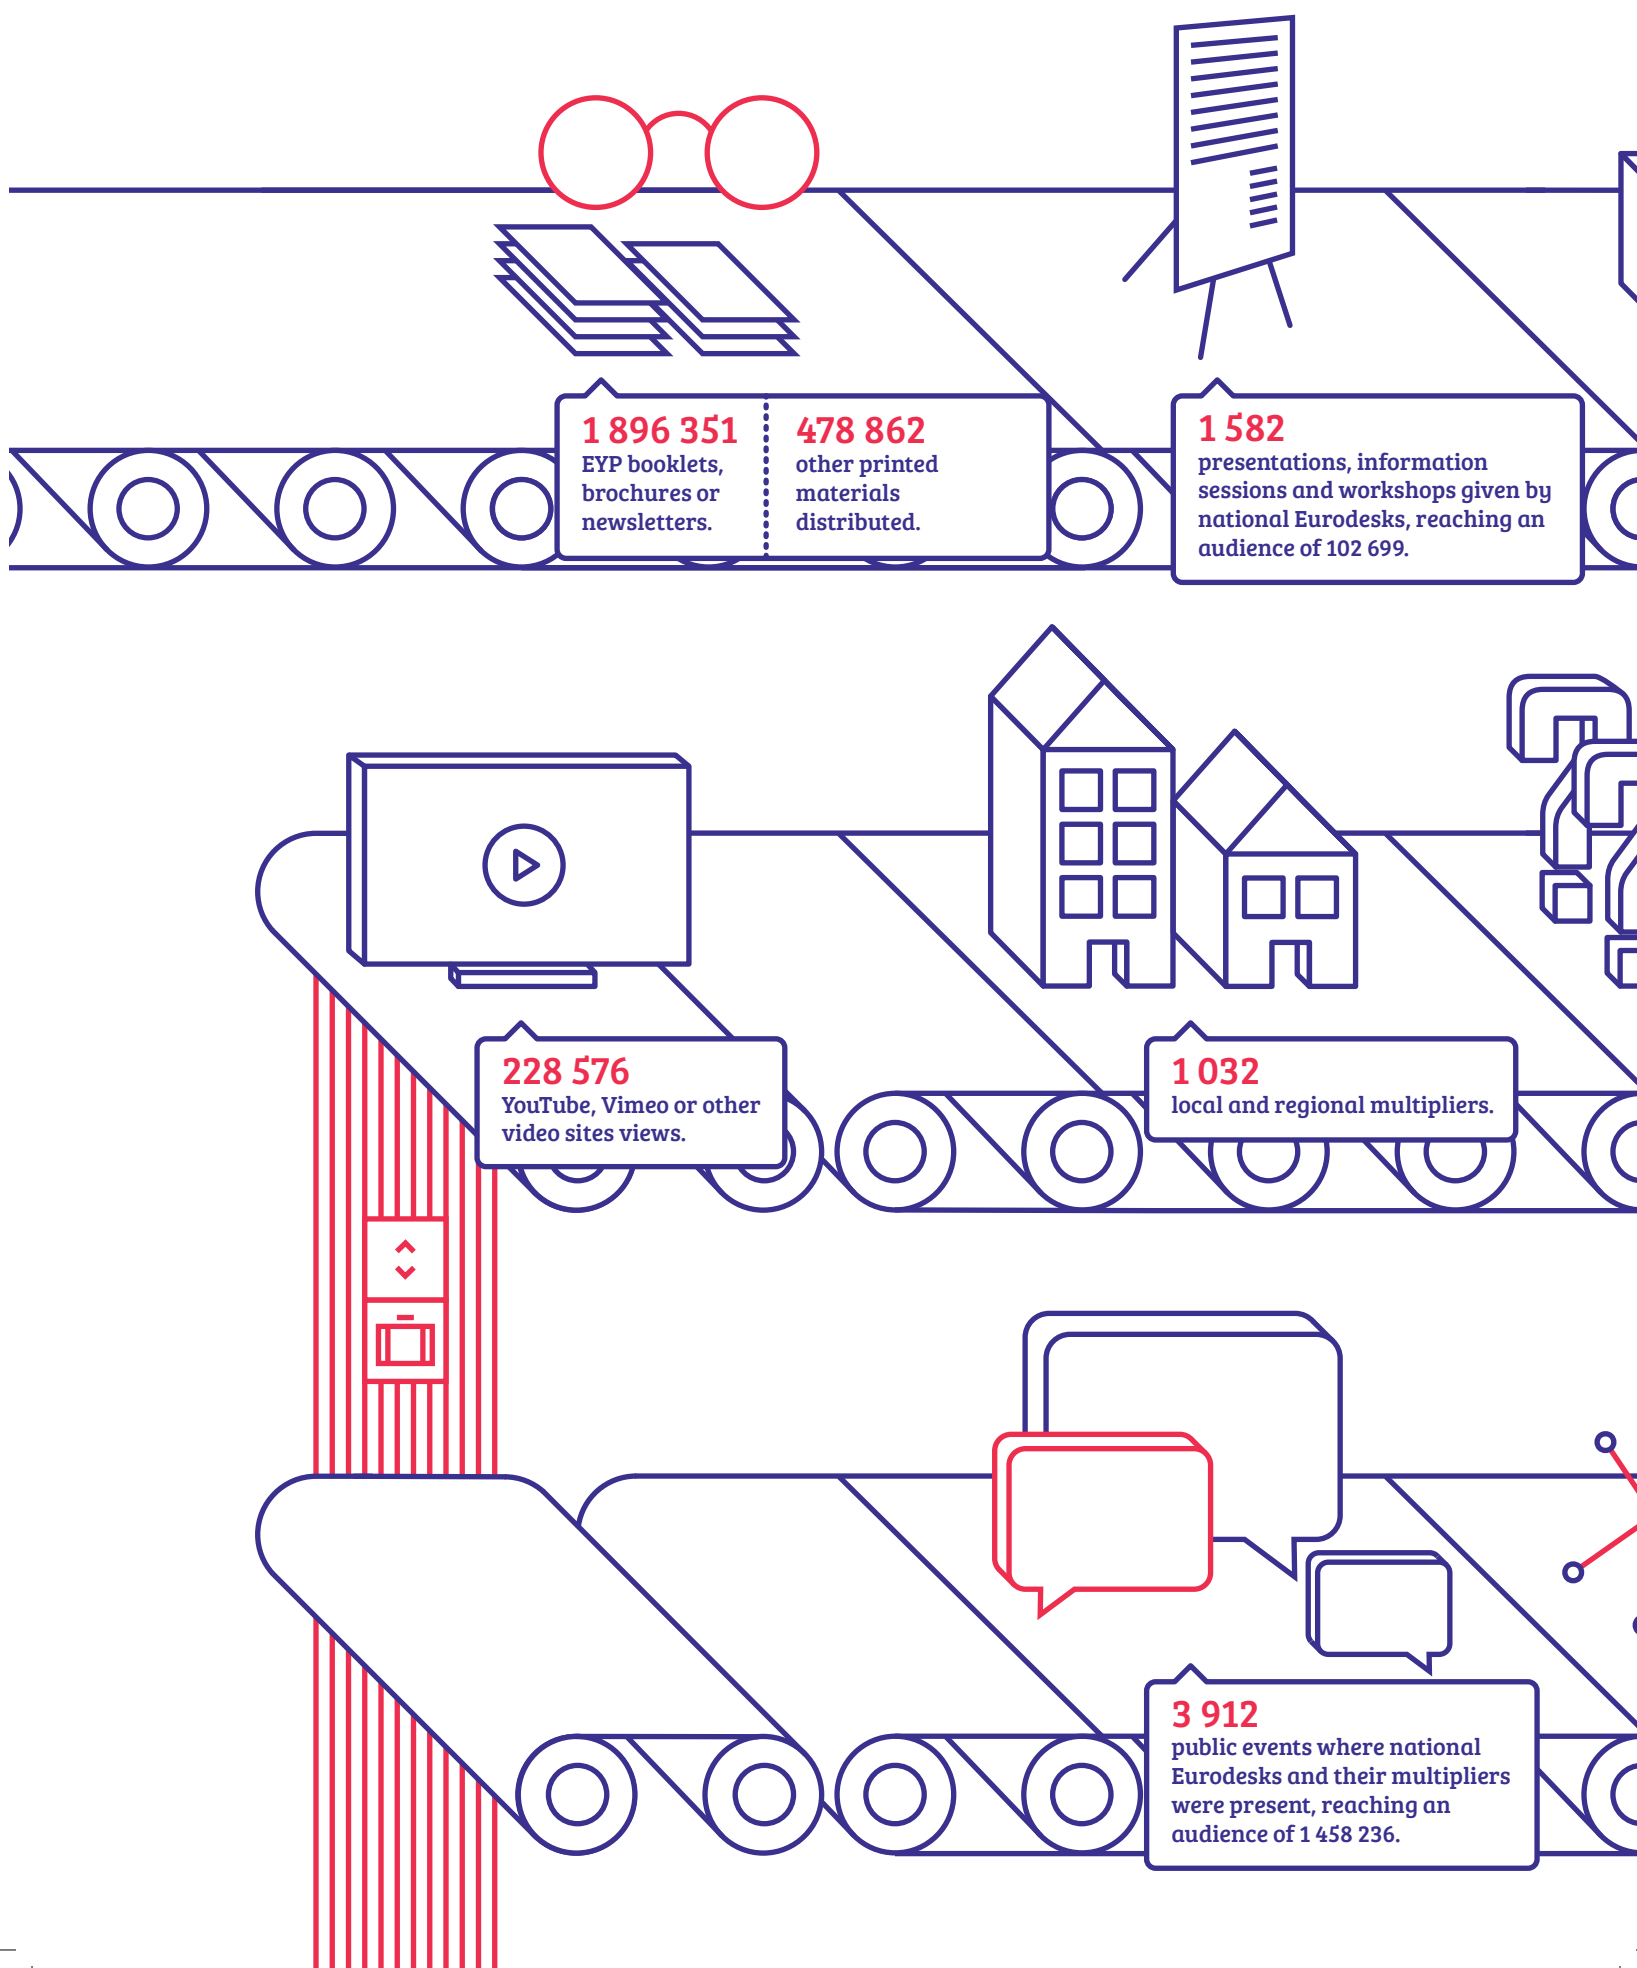 1 896 351
EYP booklets,
brochures or
newsletters.
478 862
other printed
materials
distributed.
1 582
presentations, information
sessions and workshops given by
national Eurodesks, reaching an
audience of 102 699.
228 576
YouTube, Vimeo or other
video sites views.
1 032
local and regional multipliers.
3 912
public events where national
Eurodesks and their multipliers
were present, reaching an
audience of 1 458 236.